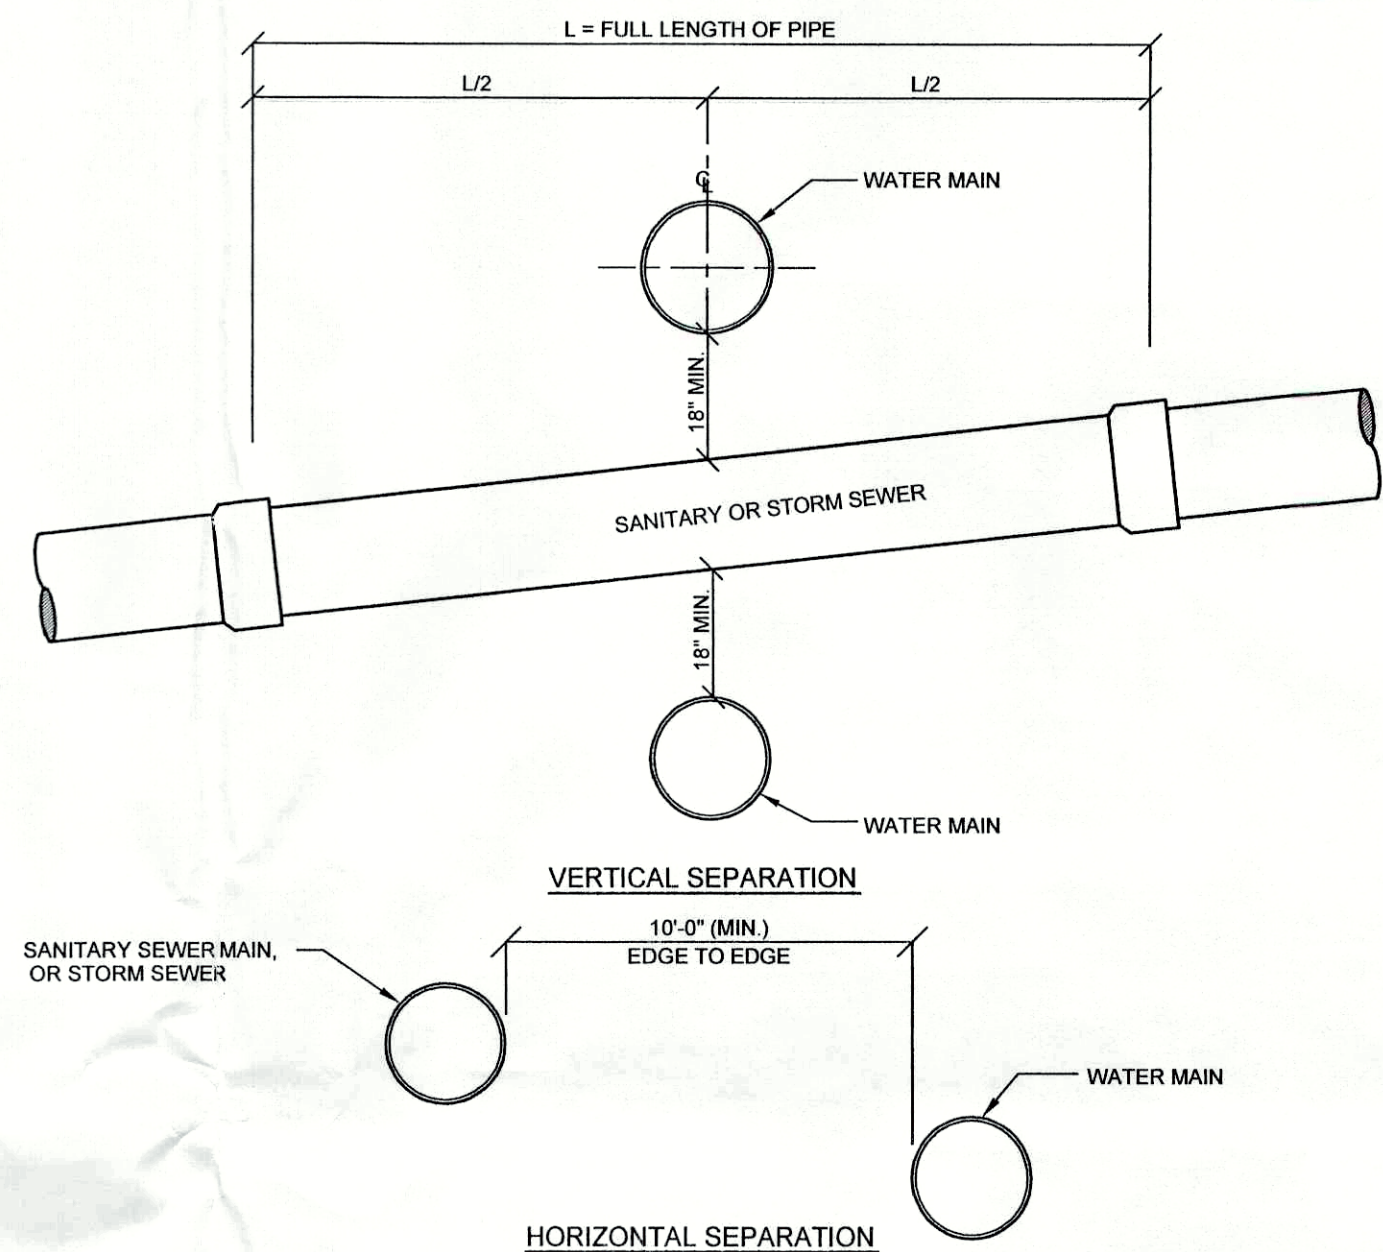 L = FULL LENGTH OF PIPE
L/2
L/2
℄
WATER MAIN
18" MIN.
SANITARY OR STORM SEWER
18" MIN.
WATER MAIN
VERTICAL SEPARATION
10'-0" (MIN.)
EDGE TO EDGE
SANITARY SEWER MAIN,
OR STORM SEWER
WATER MAIN
HORIZONTAL SEPARATION